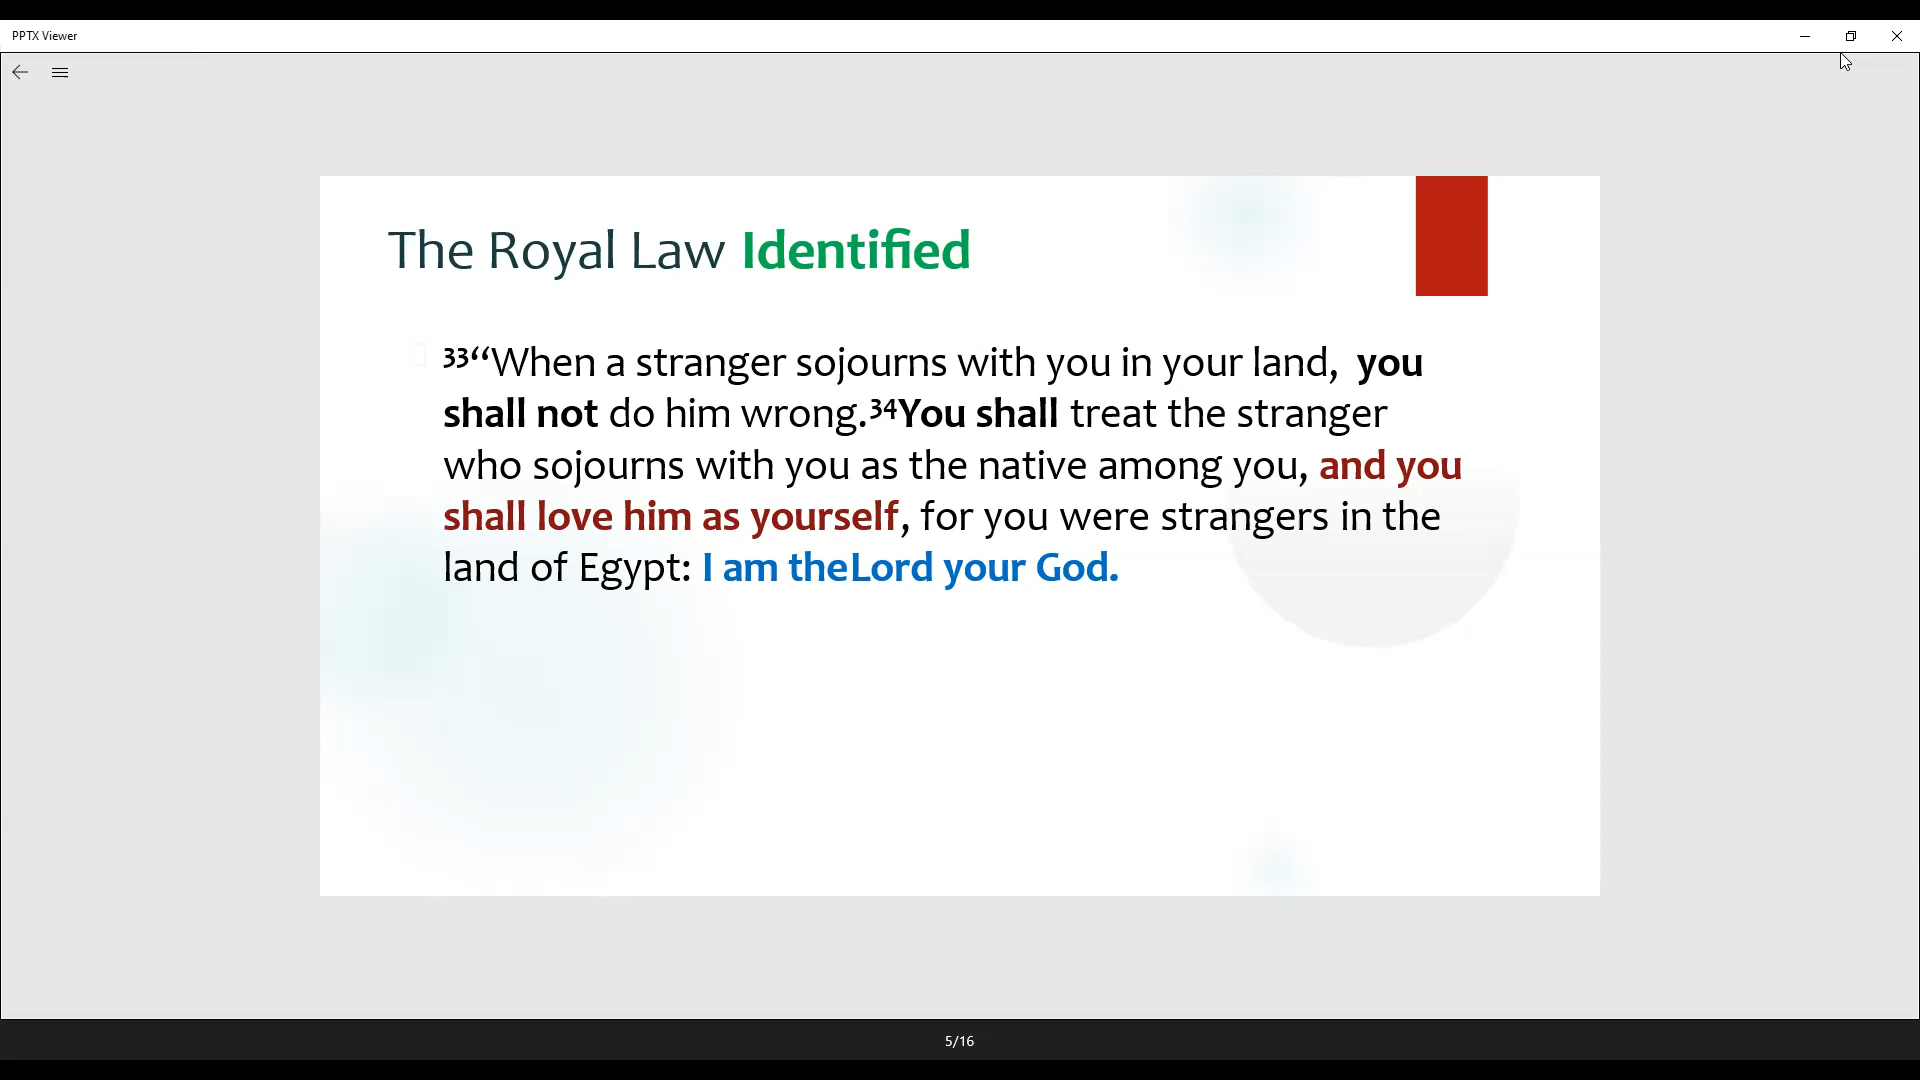 PPTX Viewer
The Royal Law Identified
33“When a stranger sojourns with you in your land, you
shall not do him wrong.34You shall treat the stranger
who sojourns with you as the native among you, and you
shall love him as yourself, for you were strangers in the
land of Egypt: I am theLord your God.
5/16